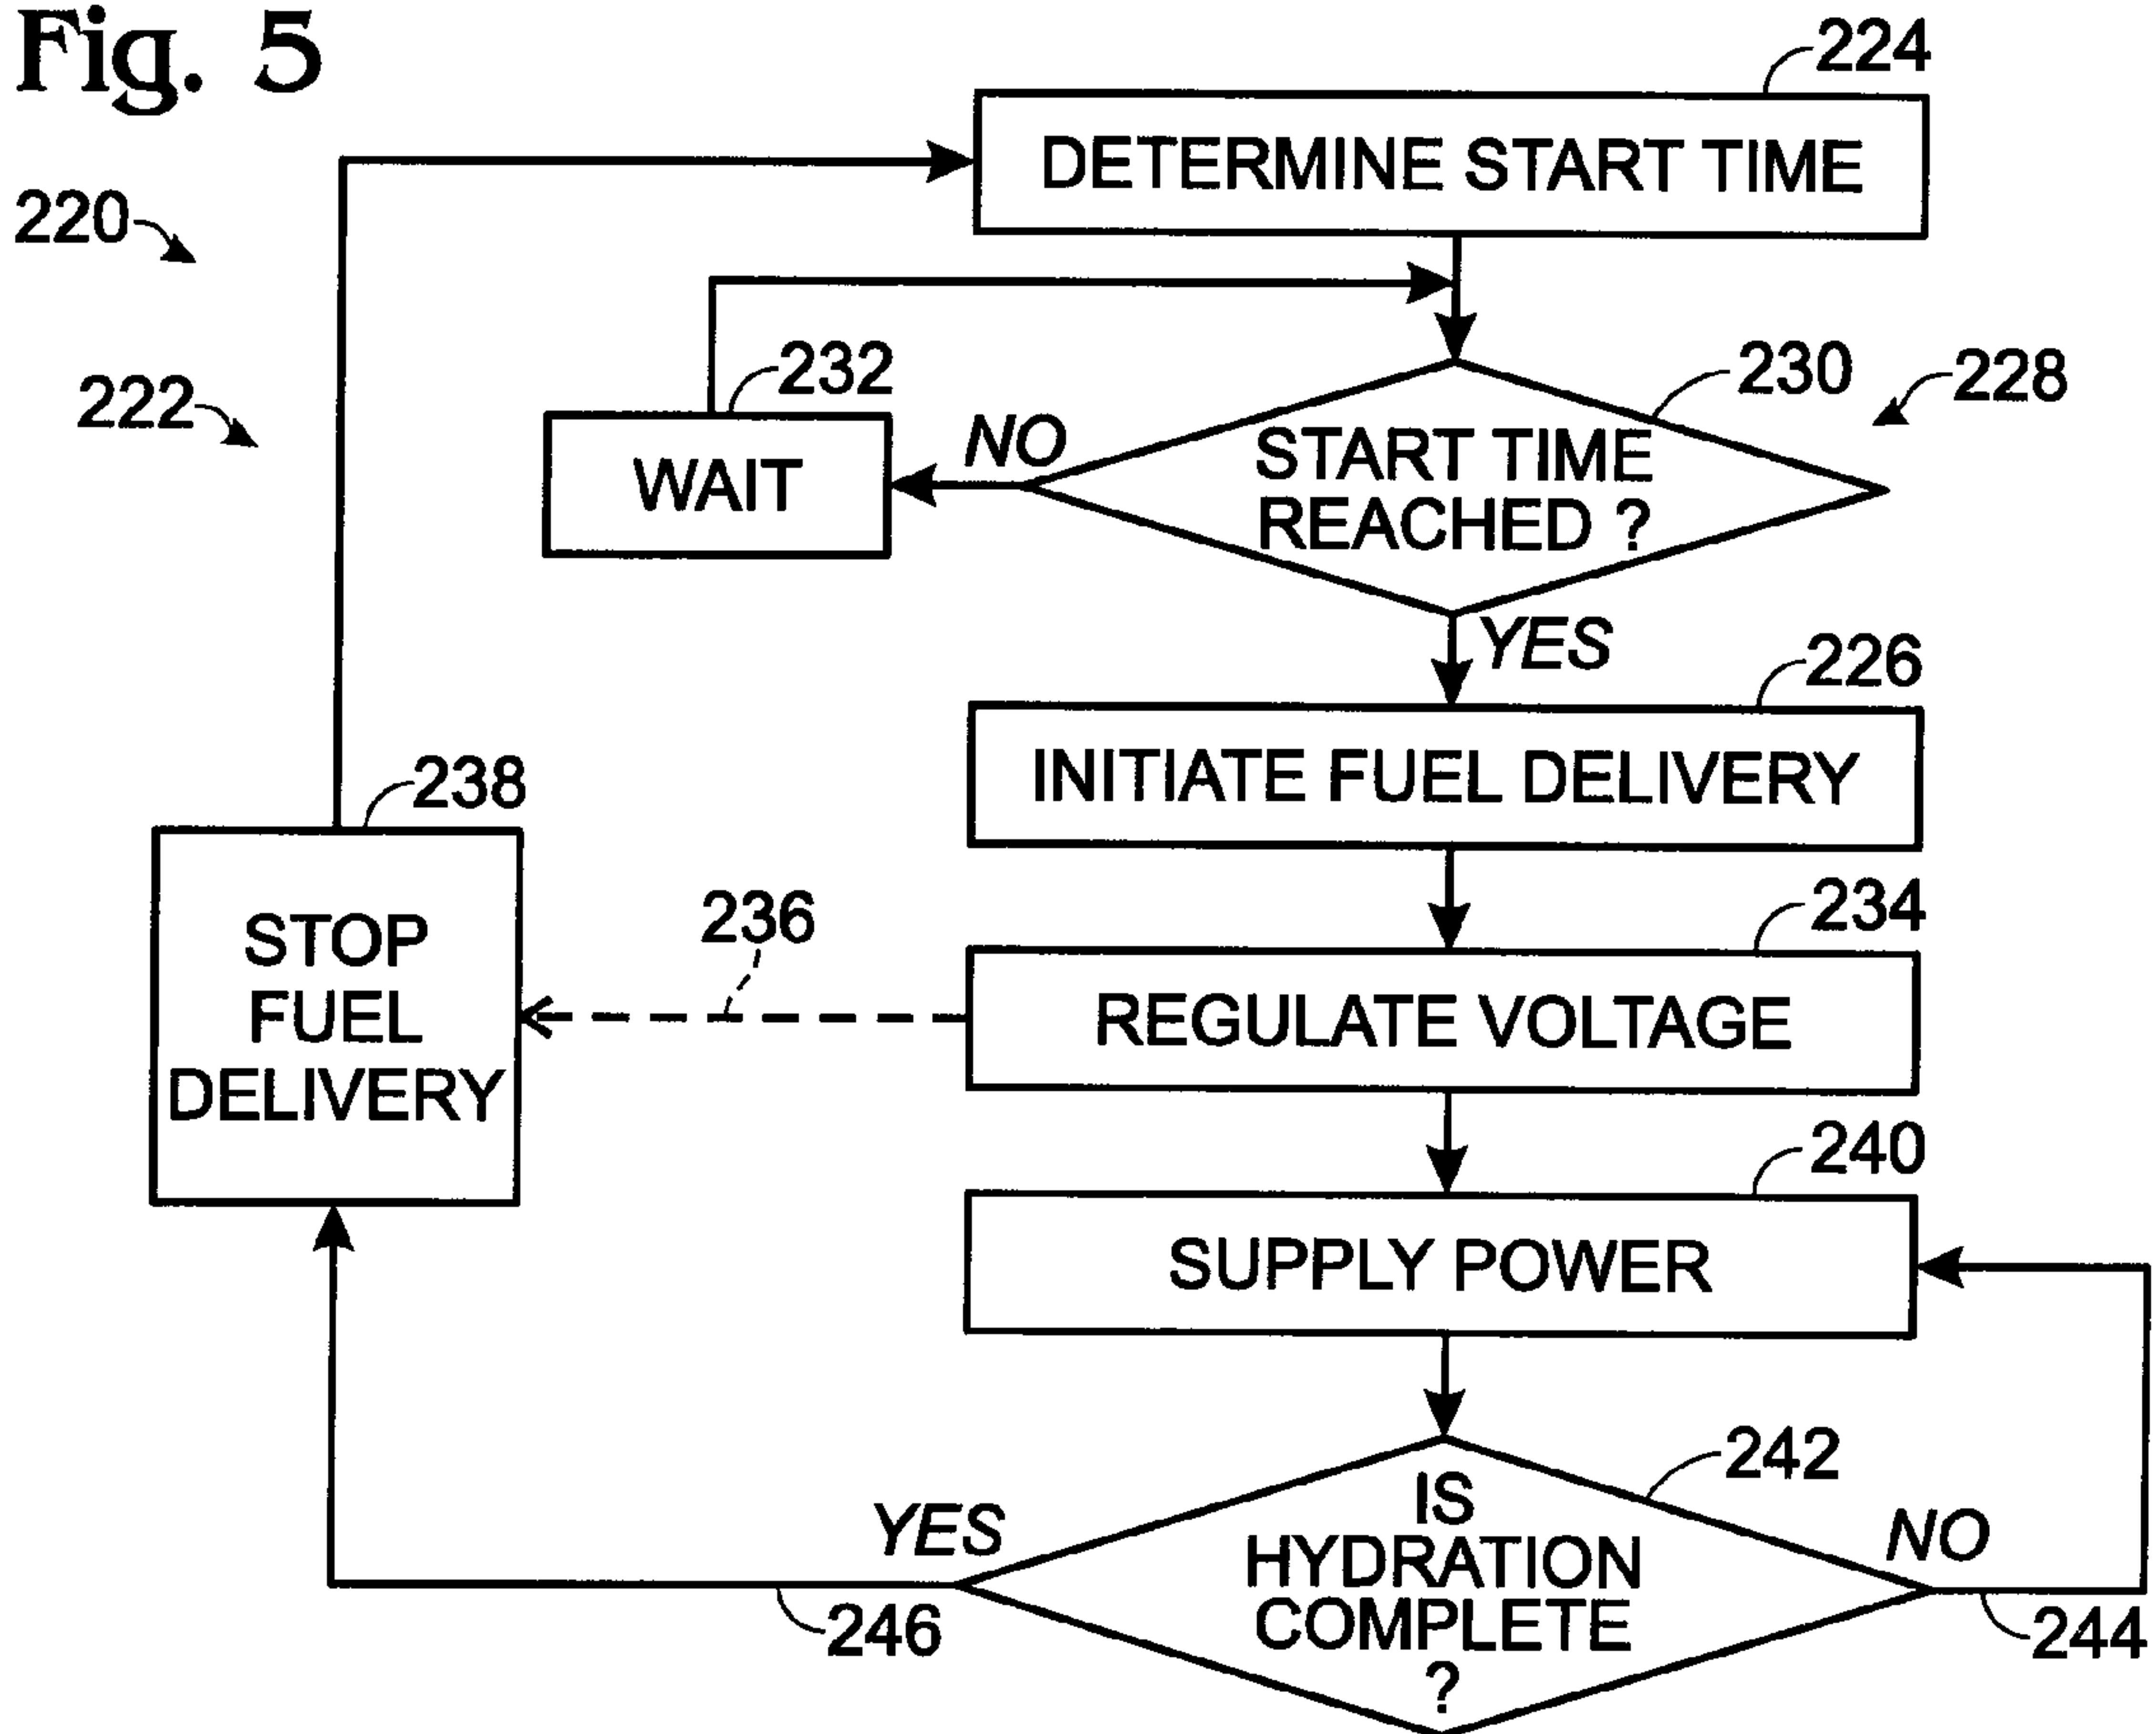 Fig. 5
224
DETERMINE START TIME
220
232
230
228
222
NO
START TIME
REACHED ?
WAIT
YES
226
INITIATE FUEL DELIVERY
238
234
236
STOP
FUEL
DELIVERY
REGULATE VOLTAGE
240
SUPPLY POWER
242
YES
IS
HYDRATION
COMPLETE
?
NO
246
244